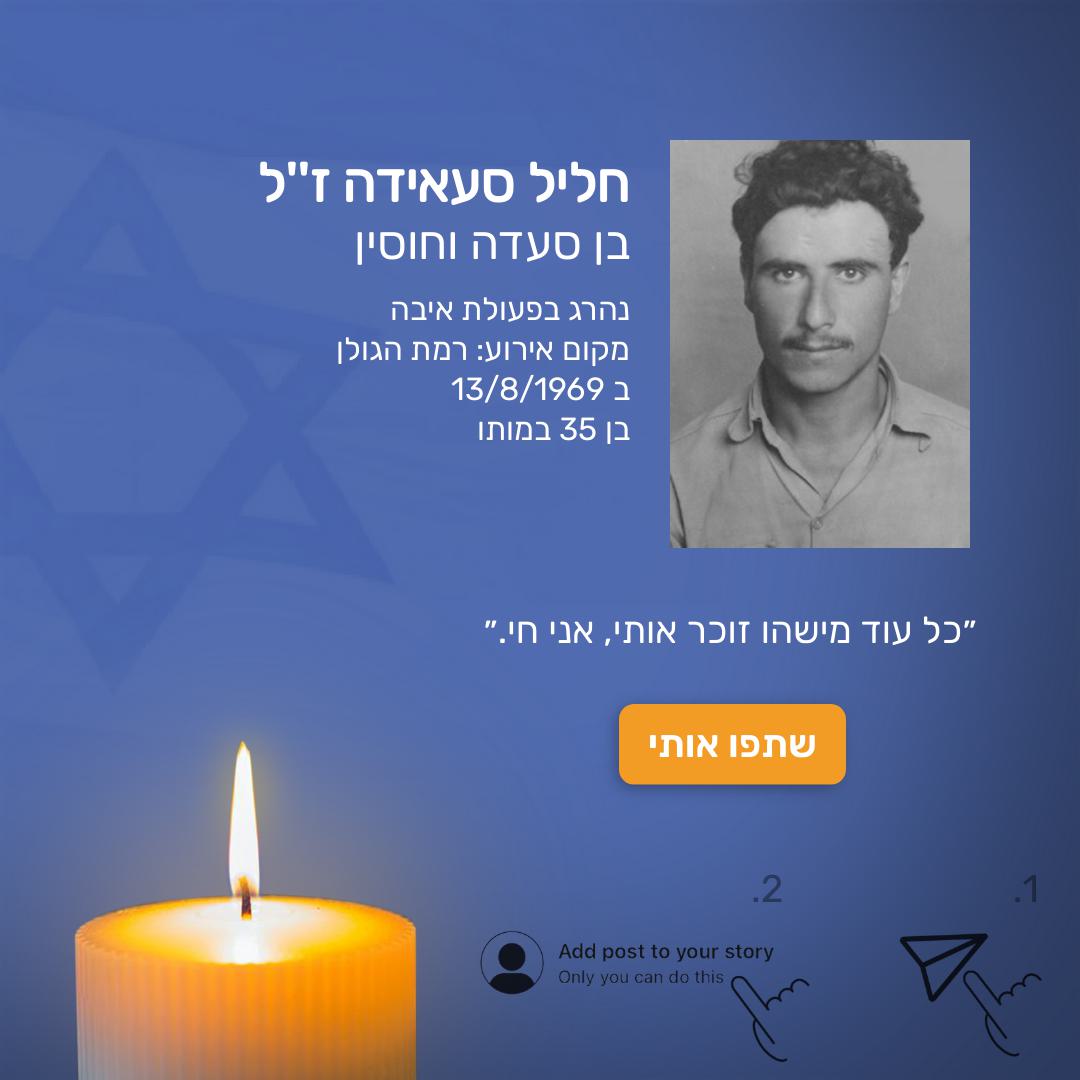 חליל סעאידה ז"ל
בן סעדה וחוסין
נהרג בפעולת איבה
מקום אירוע: רמת הגולן
ב 13/8/1969
בן 35 במותו
״כל עוד מישהו זוכר אותי, אני חי.״
שתפו אותי
.1
.2
Add post to your story
Only you can do this